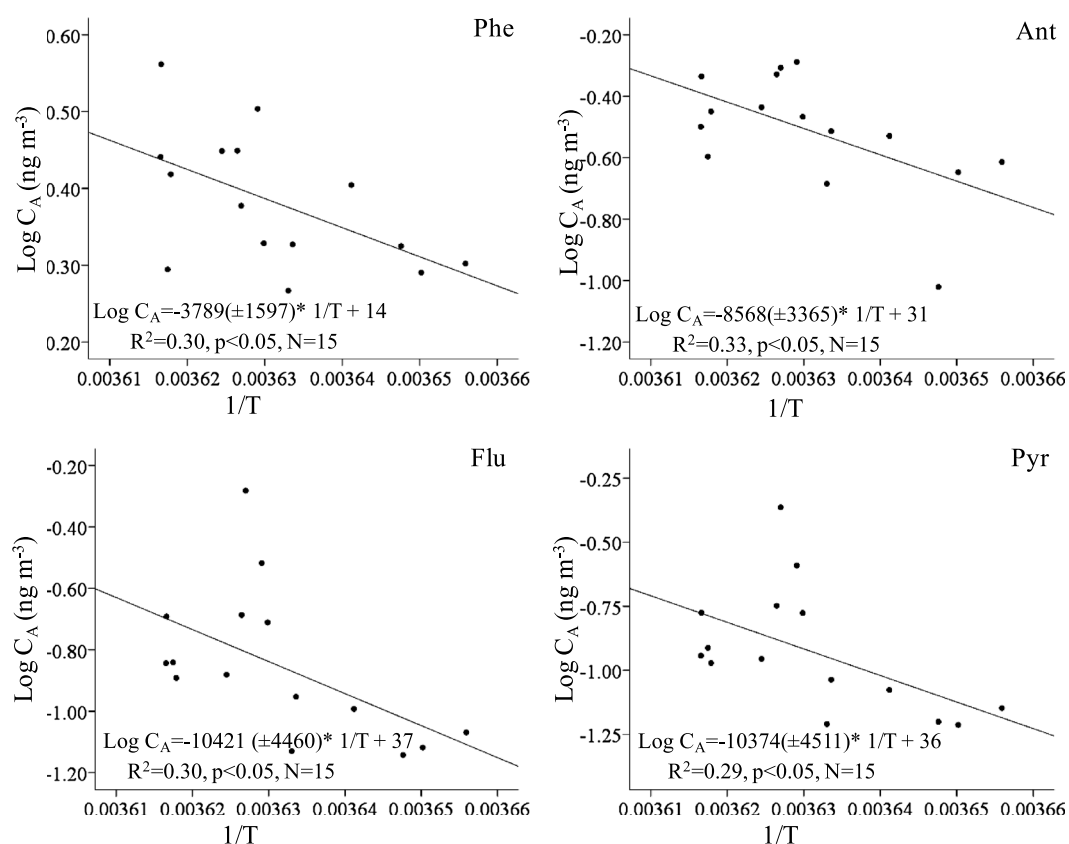 Phe
0.60
0.50
0.40
0.30
0.20
Log C_A (ng m⁻³)
Log C_A=-3789(±1597)* 1/T + 14
R²=0.30, p<0.05, N=15
0.00361 0.00362 0.00363 0.00364 0.00365 0.00366
1/T
Ant
-0.20
-0.40
-0.60
-0.80
-1.00
-1.20
Log C_A (ng m⁻³)
Log C_A=-8568(±3365)* 1/T + 31
R²=0.33, p<0.05, N=15
0.00361 0.00362 0.00363 0.00364 0.00365 0.00366
1/T
Flu
-0.20
-0.40
-0.60
-0.80
-1.00
-1.20
Log C_A (ng m⁻³)
Log C_A=-10421 (±4460)* 1/T + 37
R²=0.30, p<0.05, N=15
0.00361 0.00362 0.00363 0.00364 0.00365 0.00366
1/T
Pyr
-0.25
-0.50
-0.75
-1.00
-1.25
Log C_A (ng m⁻³)
Log C_A=-10374(±4511)* 1/T + 36
R²=0.29, p<0.05, N=15
0.00361 0.00362 0.00363 0.00364 0.00365 0.00366
1/T